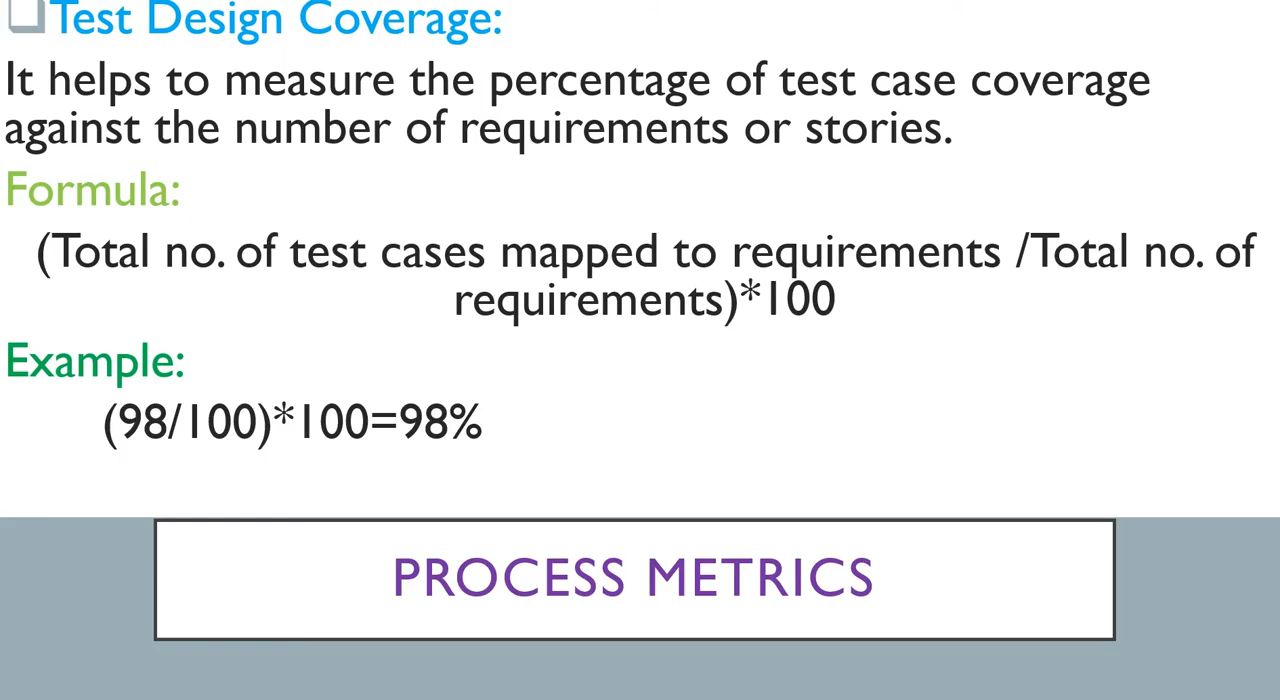 Test Design Coverage:
It helps to measure the percentage of test case coverage
against the number of requirements or stories.
Formula:
(Total no. of test cases mapped to requirements /Total no. of
requirements)*100
Example:
(98/100)*100=98%
PROCESS METRICS